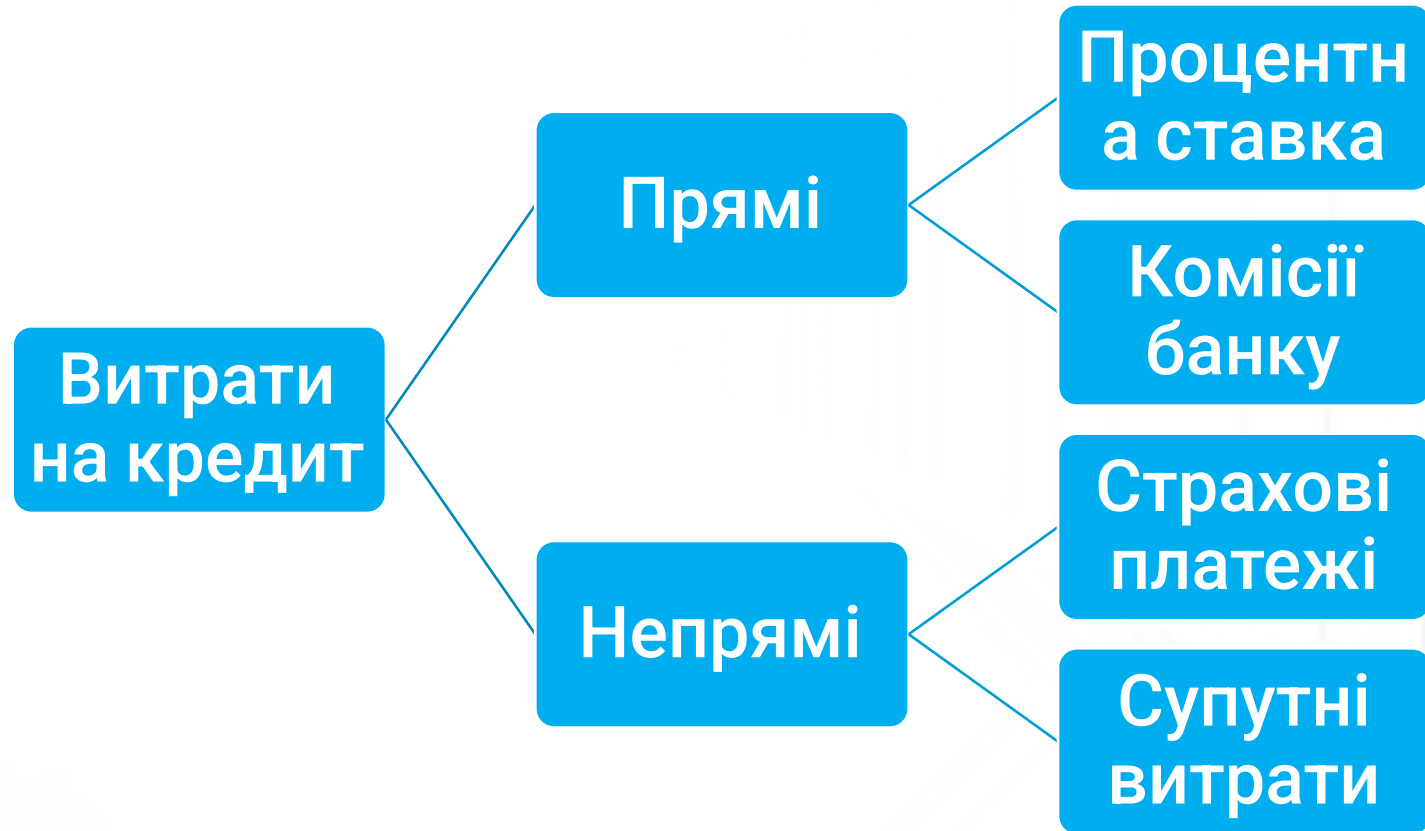 Витрати
на кредит
Прямі
Процентн
а ставка
Комісії
банку
Непрямі
Страхові
платежі
Супутні
витрати